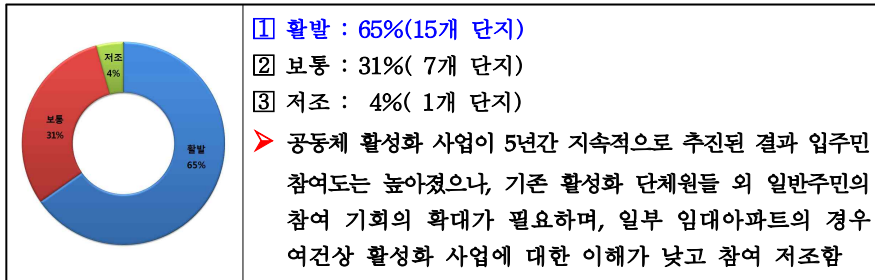 저조
4%
보통
31%
활발
65%
1 활발 : 65%(15개 단지)
2 보통 : 31%( 7개 단지)
3 저조 :  4%( 1개 단지)
➤ 공동체 활성화 사업이 5년간 지속적으로 추진된 결과 입주민
참여도는 높아졌으나, 기존 활성화 단체원들 외 일반주민의
참여 기회의 확대가 필요하며, 일부 임대아파트의 경우
여건상 활성화 사업에 대한 이해가 낮고 참여 저조함